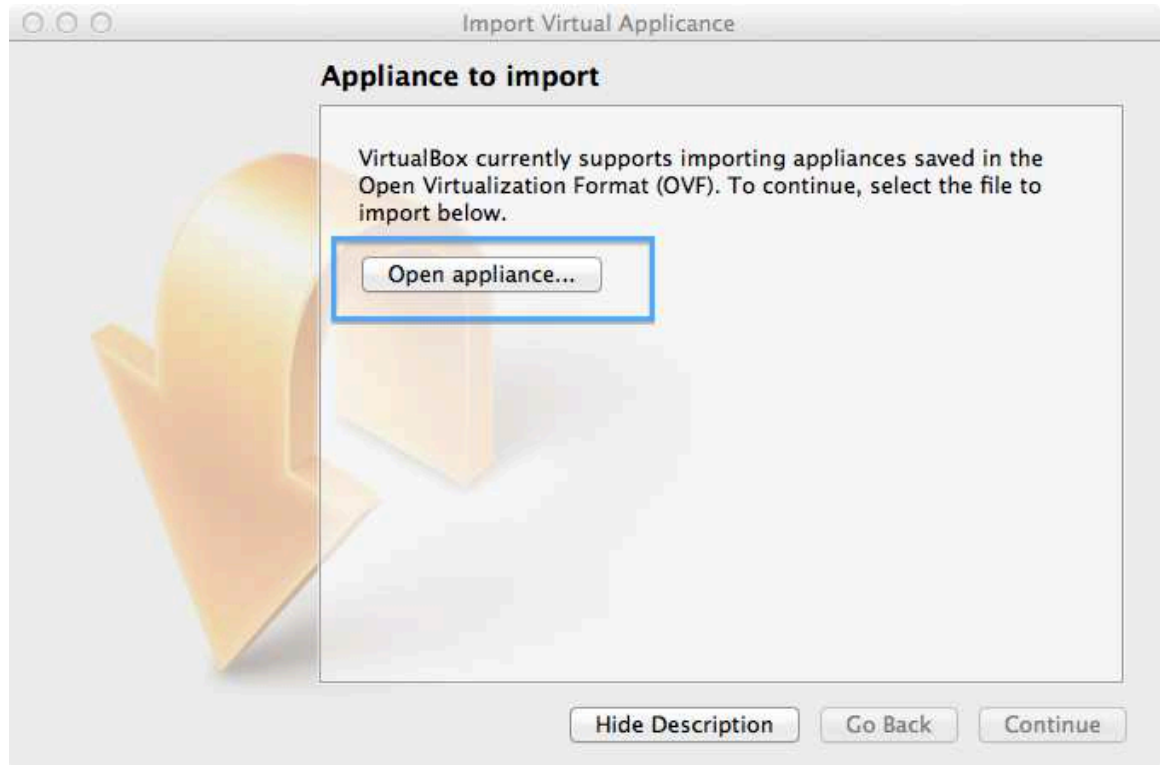 Import Virtual Applicance
Appliance to import
VirtualBox currently supports importing appliances saved in the
Open Virtualization Format (OVF). To continue, select the file to
import below.
Open appliance...
Hide Description
Go Back
Continue